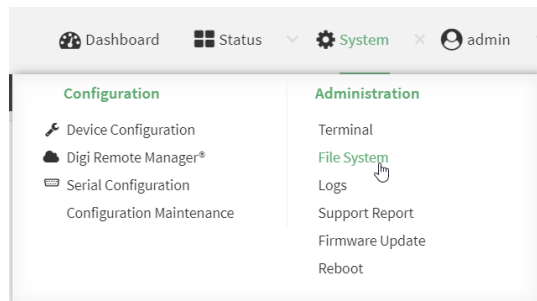 Dashboard Status System admin
Configuration
Device Configuration
Digi Remote Manager®
Serial Configuration
Configuration Maintenance
Administration
Terminal
File System
Logs
Support Report
Firmware Update
Reboot